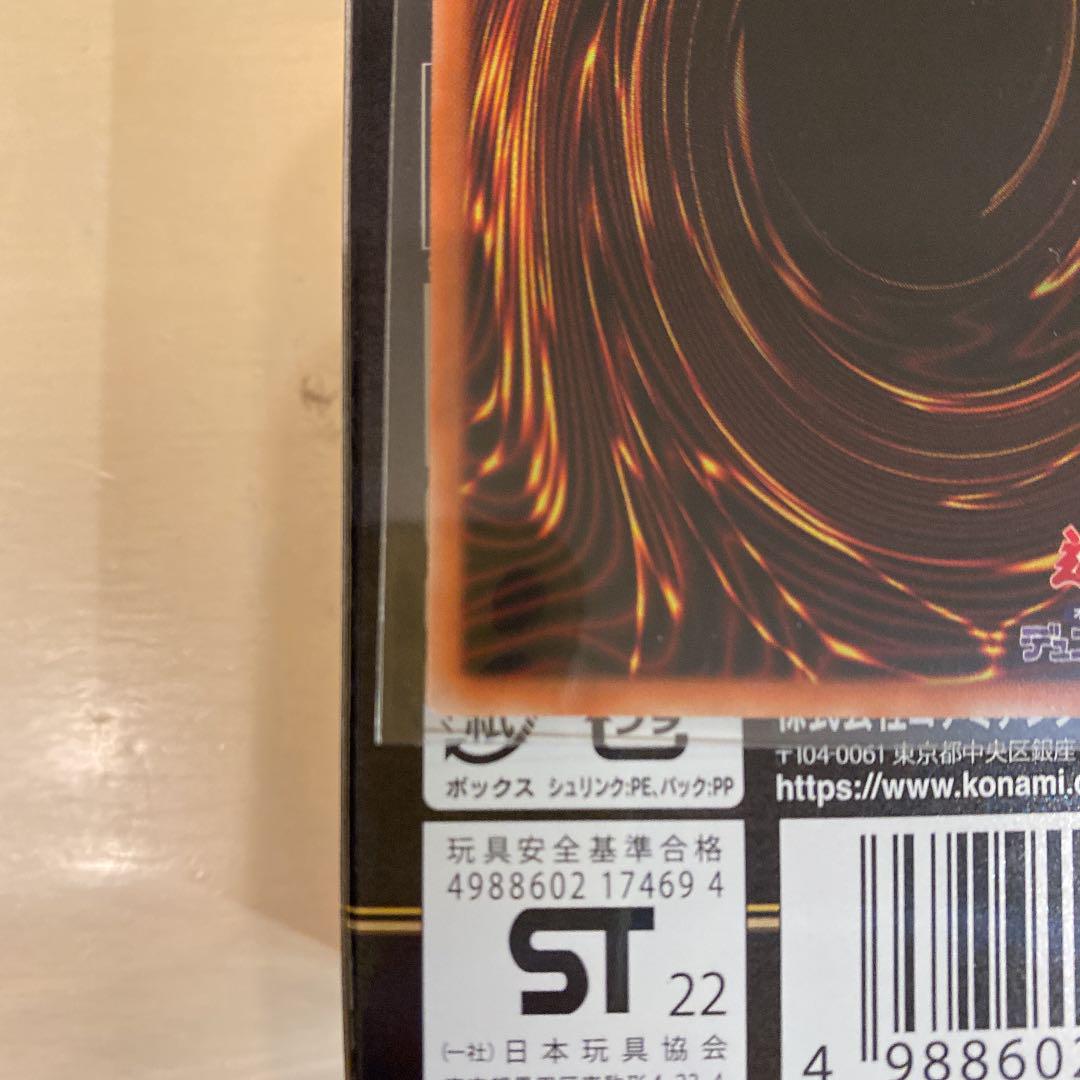 ボックス シュリンク:PE、パック:PP
〒104-0061 東京都中央区銀座
https://www.konami.c
玩具安全基準合格
4988602 17469 4
ST 22
(一社)日本玩具協会
4 988602